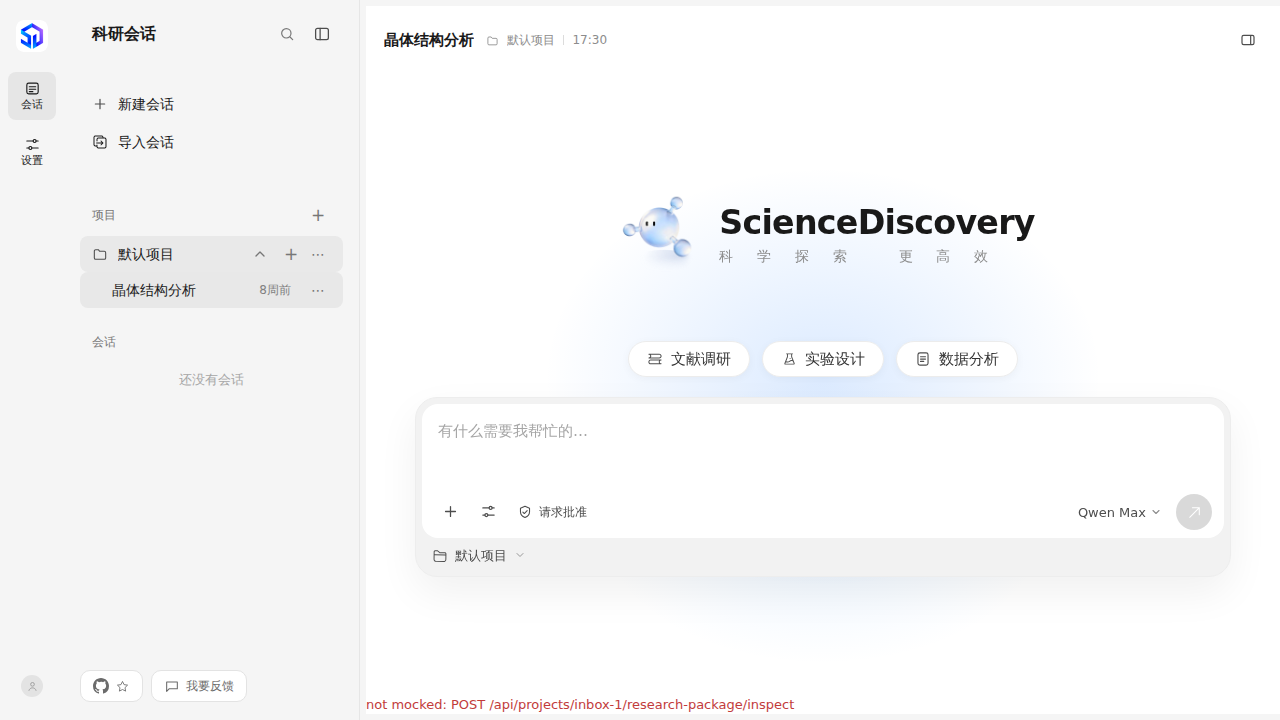 科研会话
会话
设置
新建会话
导入会话
项目
默认项目
晶体结构分析 8周前
会话
还没有会话
我要反馈
晶体结构分析 默认项目 17:30
ScienceDiscovery
科学探索 更高效
文献调研 实验设计 数据分析
有什么需要我帮忙的...
请求批准 Qwen Max
默认项目
not mocked: POST /api/projects/inbox-1/research-package/inspect